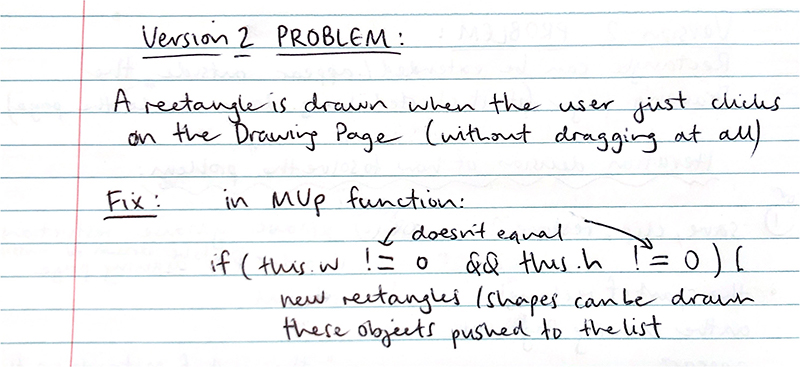 Version 2 PROBLEM:
A rectangle is drawn when the user just clicks
on the Drawing Page (without dragging at all)
Fix: in MUp function:
doesn't equal
if (this.w != 0 && this.h != 0) {
new rectangles/shapes can be drawn
these objects pushed to the list